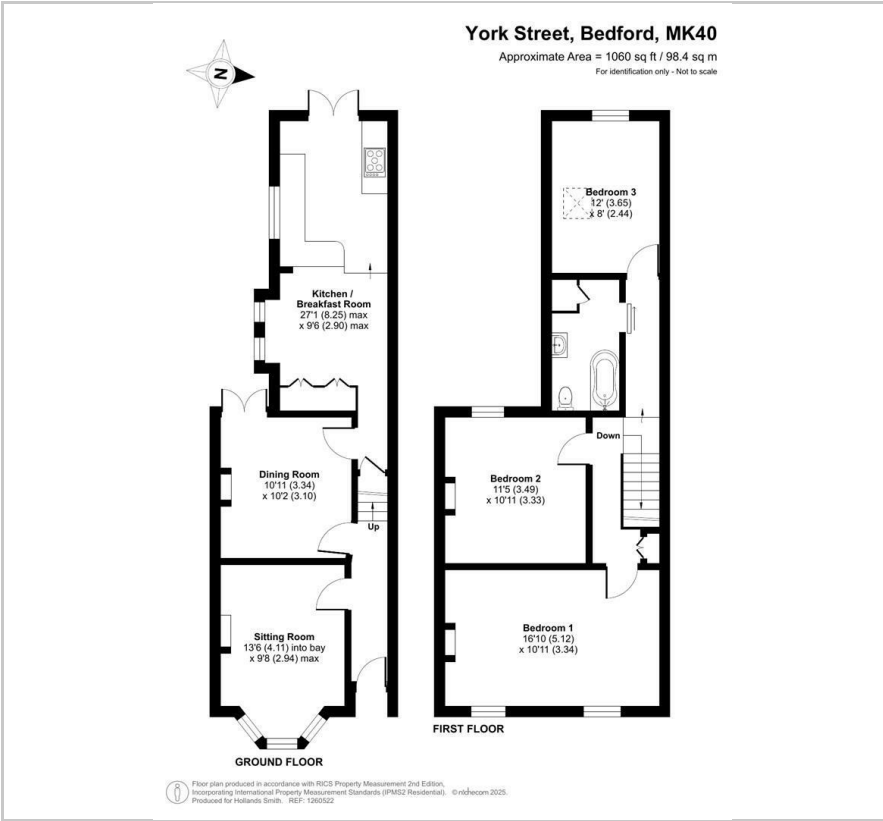 York Street, Bedford, MK40
Approximate Area = 1060 sq ft / 98.4 sq m
For identification only - Not to scale
N
Bedroom 3
12' (3.65)
x 8' (2.44)
Kitchen /
Breakfast Room
27'1 (8.25) max
x 9'6 (2.90) max
Dining Room
10'11 (3.34)
x 10'2 (3.10)
Up
Sitting Room
13'6 (4.11) into bay
x 9'8 (2.94) max
Down
Bedroom 2
11'5 (3.49)
x 10'11 (3.33)
Bedroom 1
16'10 (5.12)
x 10'11 (3.34)
GROUND FLOOR
FIRST FLOOR
Floor plan produced in accordance with RICS Property Measurement 2nd Edition,
Incorporating International Property Measurement Standards (IPMS2 Residential). ©nichecom 2025.
Produced for Hollands Smith. REF: 1260522